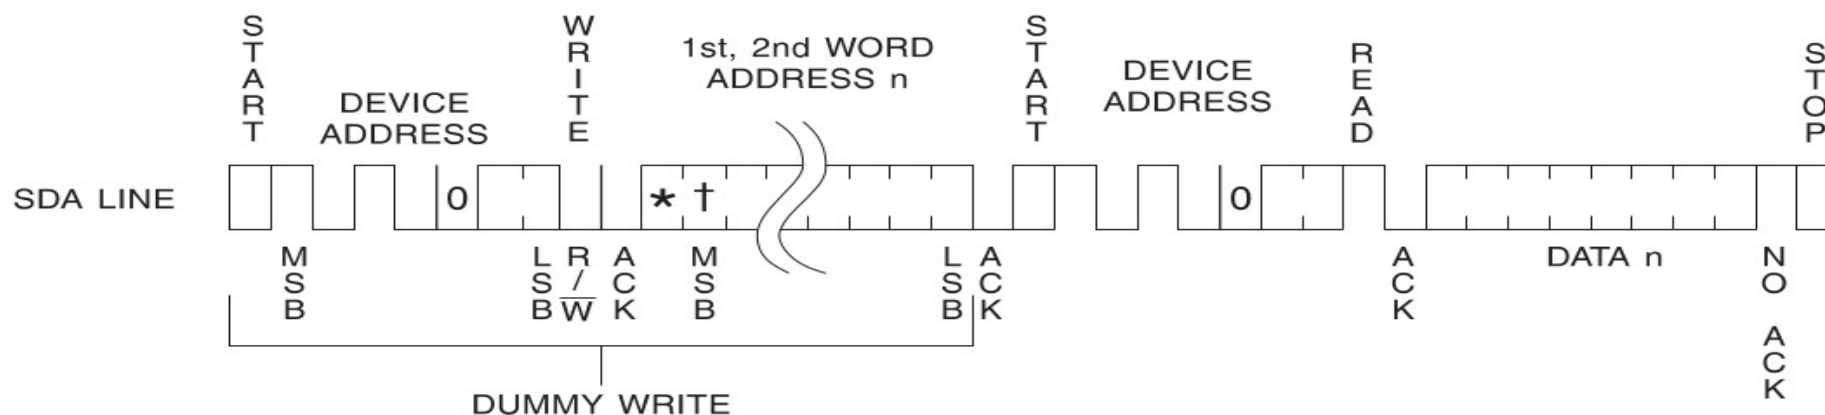 START
WRITE
1st, 2nd WORD
ADDRESS n
START
DEVICE
ADDRESS
READ
STOP
DEVICE
ADDRESS
SDA LINE
0
* †
0
MSB
LSB
R/W
ACK
MSB
LSB
ACK
ACK
DATA n
NO ACK
DUMMY WRITE